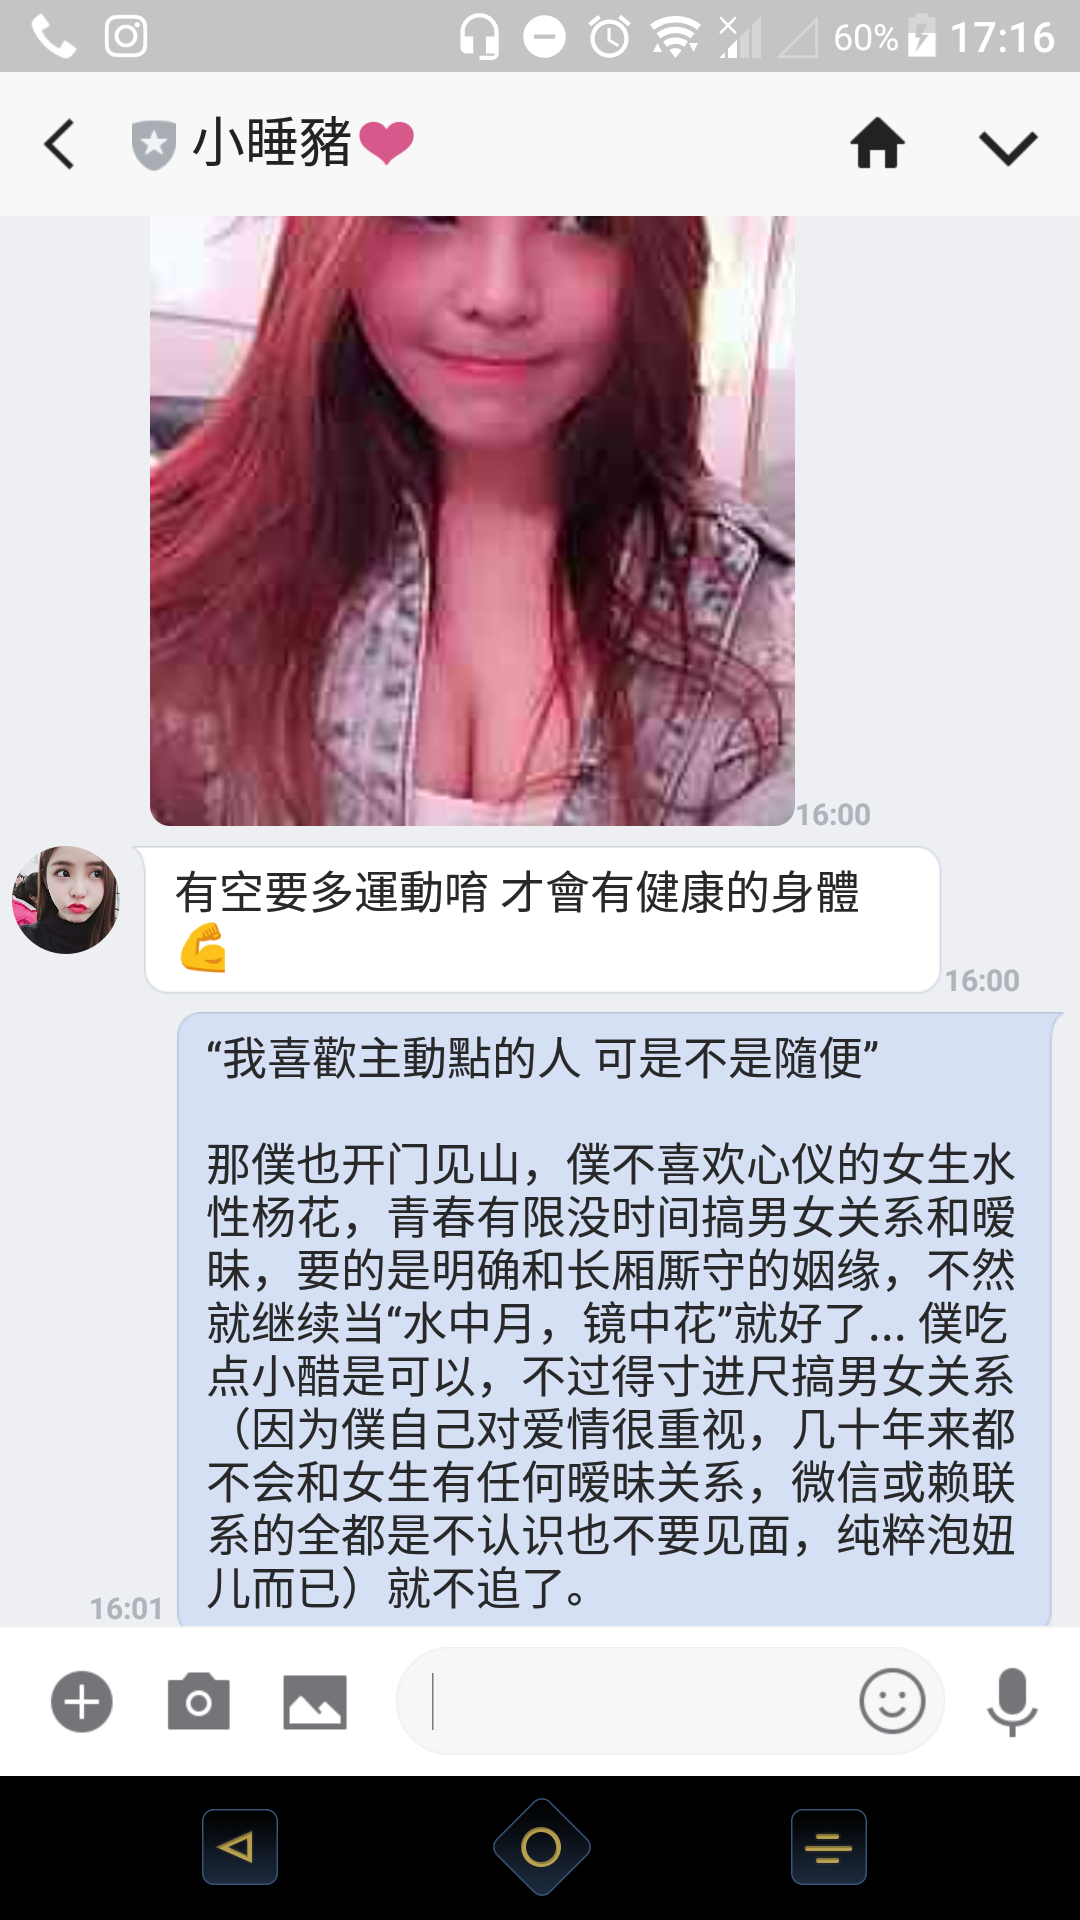 60% 17:16
小睡豬
16:00
有空要多運動唷 才會有健康的身體
16:00
“我喜歡主動點的人 可是不是隨便”
那僕也开门见山，僕不喜欢心仪的女生水
性杨花，青春有限没时间搞男女关系和暧
昧，要的是明确和长厢厮守的姻缘，不然
就继续当“水中月，镜中花”就好了... 僕吃
点小醋是可以，不过得寸进尺搞男女关系
（因为僕自己对爱情很重视，几十年来都
不会和女生有任何暧昧关系，微信或赖联
系的全都是不认识也不要见面，纯粹泡妞
儿而已）就不追了。
16:01